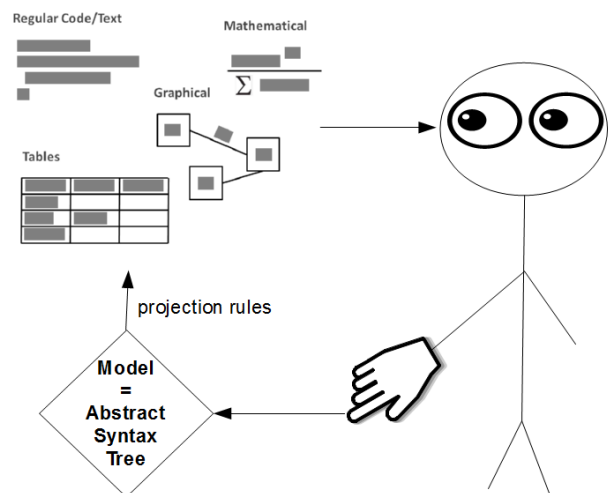 Regular Code/Text
Mathematical
∑
Graphical
Tables
projection rules
Model
=
Abstract
Syntax
Tree